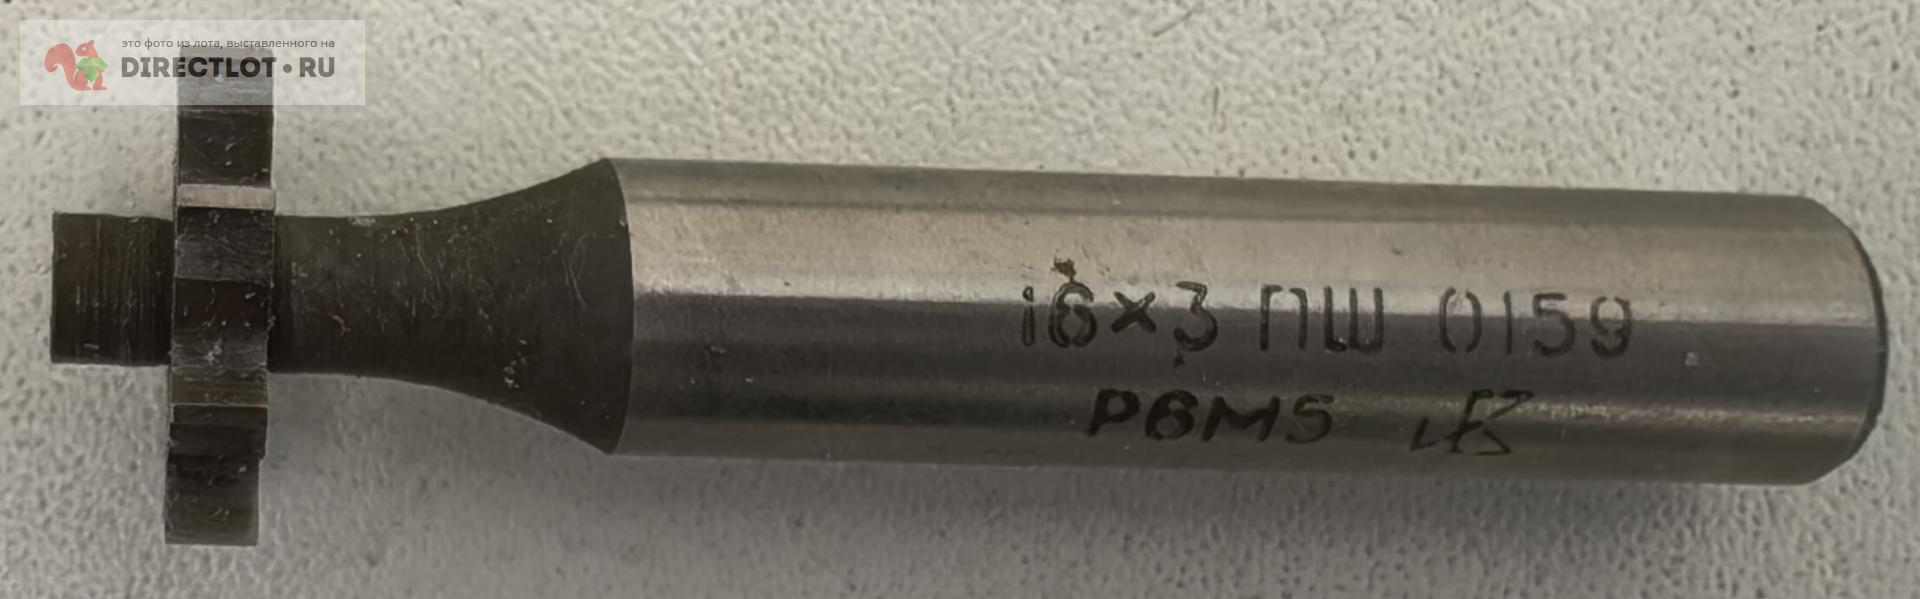 это фото из лота, выставленного на
DIRECTLOT.RU
16×3 ПШ 0159
Р6М5